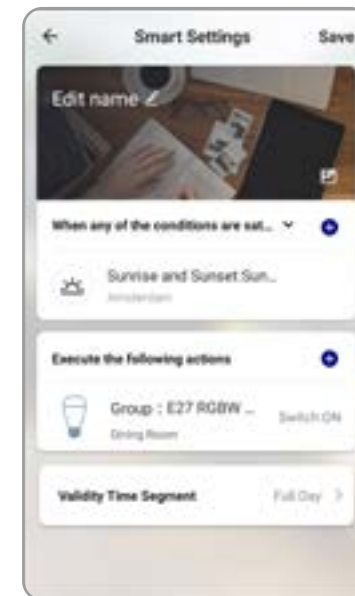 Smart Settings Save
Edit name
When any of the conditions are sat...
Sunrise and Sunset Sun...
Amsterdam
Execute the following actions
Group : E27 RGBW ... Switch ON
Dining Room
Validity Time Segment Full Day